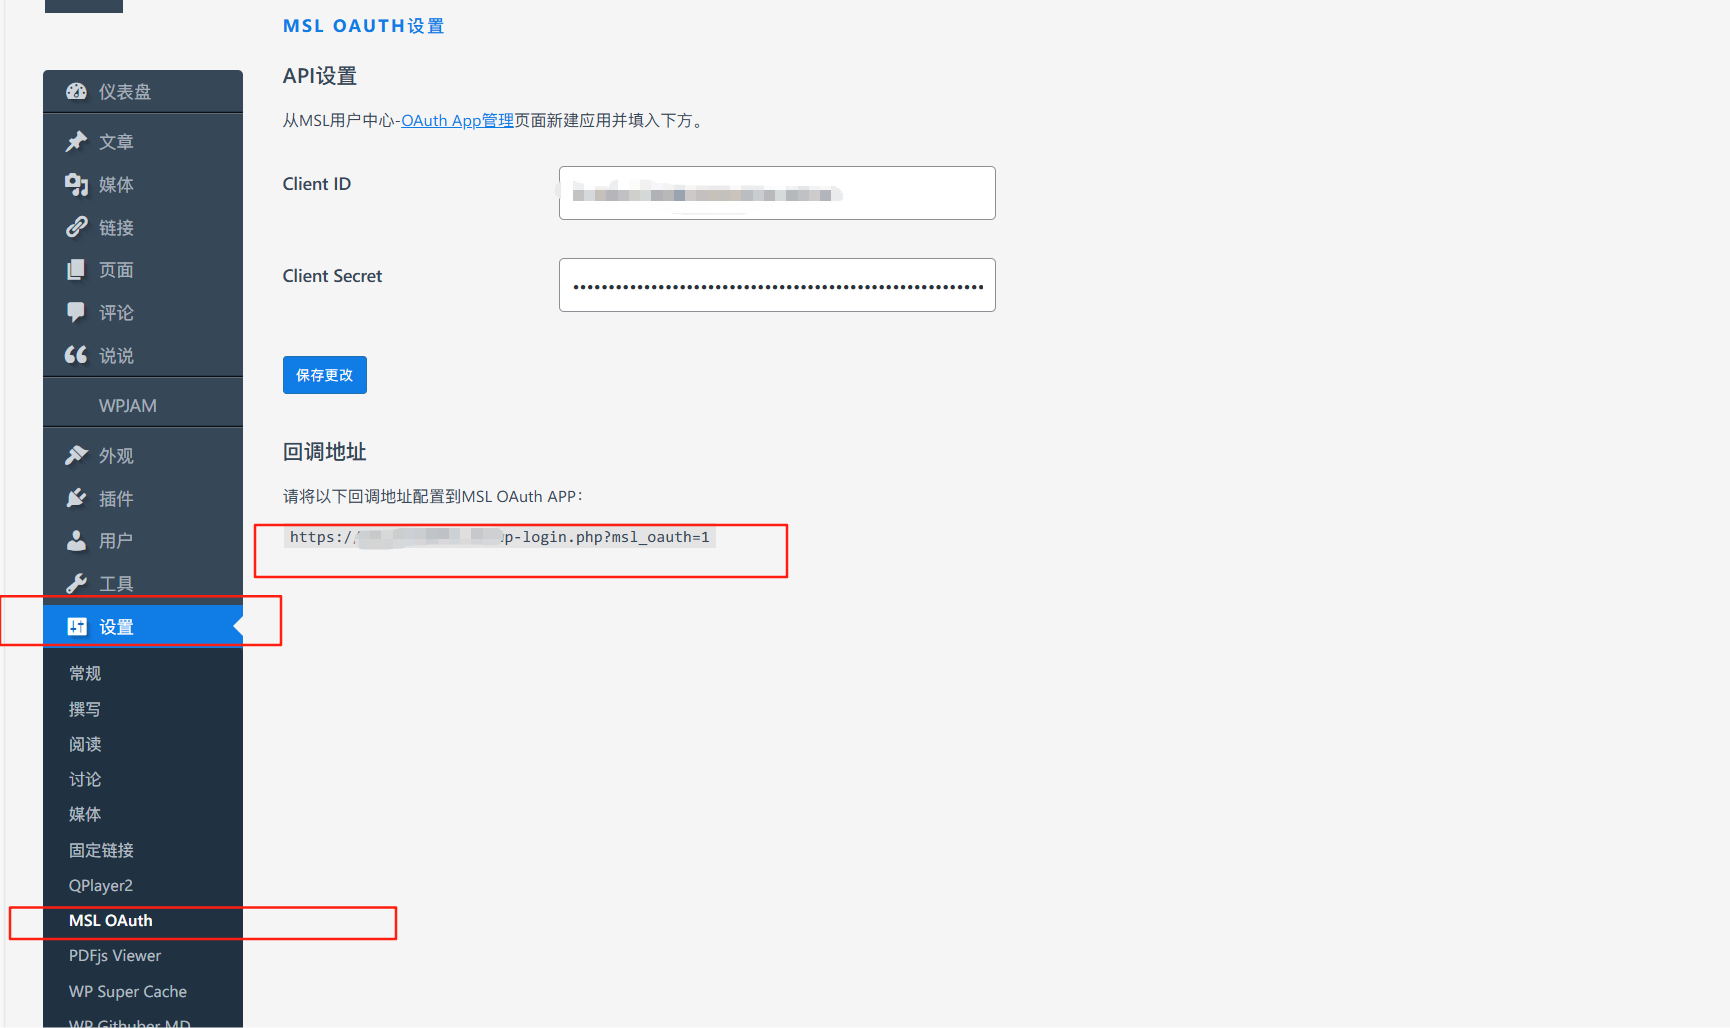 MSL OAUTH设置
API设置
从MSL用户中心-OAuth App管理页面新建应用并填入下方。
Client ID
Client Secret
保存更改
回调地址
请将以下回调地址配置到MSL OAuth APP：
https:// p-login.php?msl_oauth=1
仪表盘
文章
媒体
链接
页面
评论
说说
WPJAM
外观
插件
用户
工具
设置
常规
撰写
阅读
讨论
媒体
固定链接
QPlayer2
MSL OAuth
PDFjs Viewer
WP Super Cache
WP Githuber MD